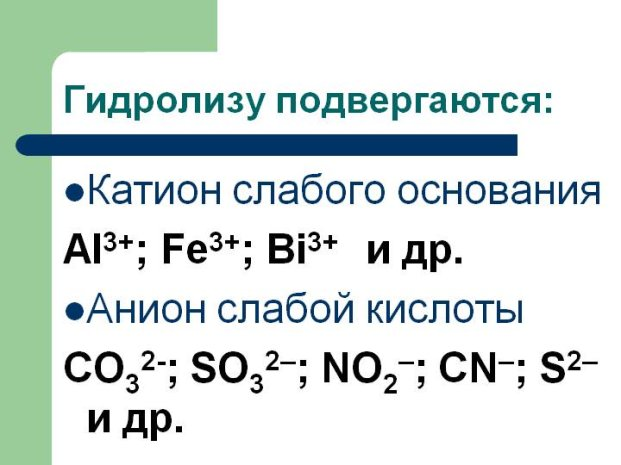 Гидролизу подвергаются:
●Катион слабого основания
Al³⁺; Fe³⁺; Bi³⁺ и др.
●Анион слабой кислоты
CO₃²⁻; SO₃²⁻; NO₂⁻; CN⁻; S²⁻
и др.